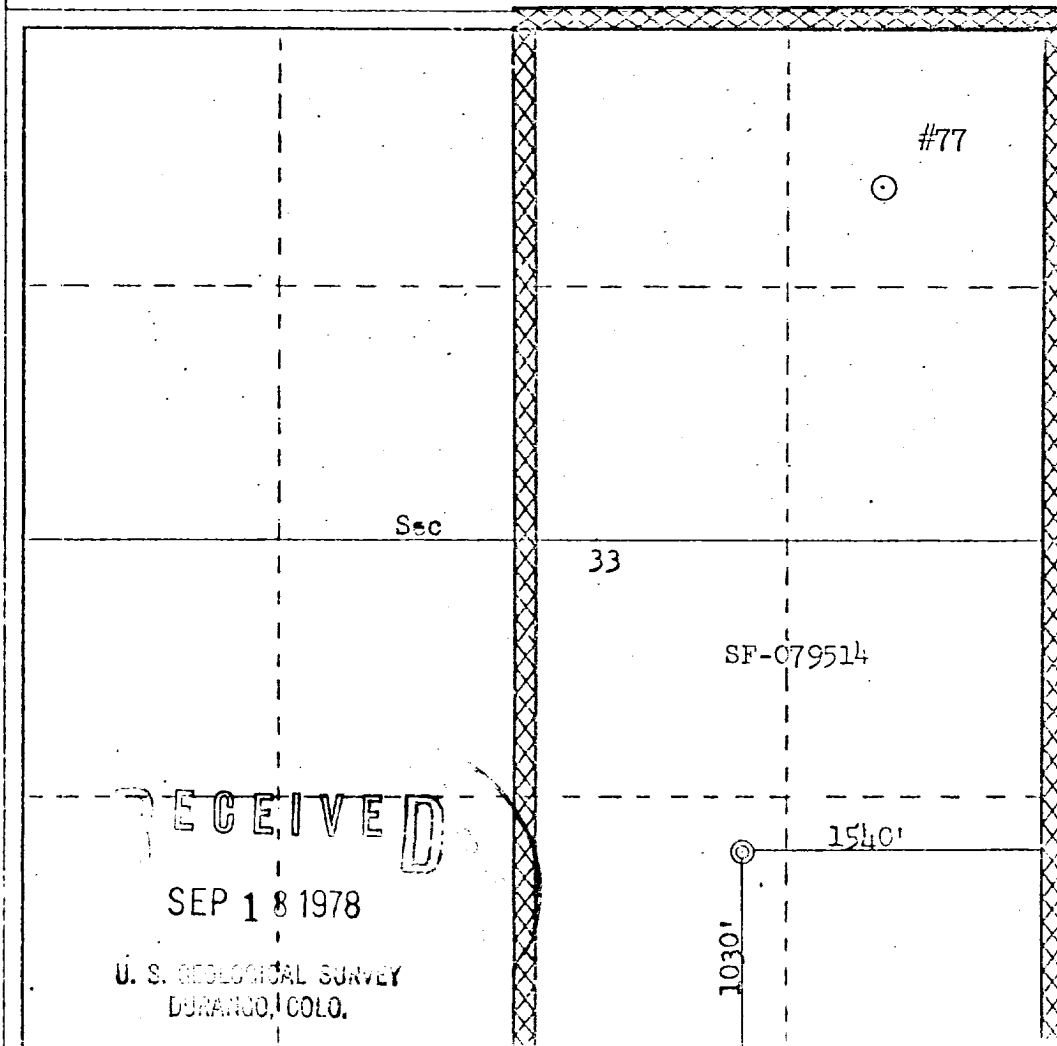 #77
Sec
33
SF-079514
RECEIVED
1540'
SEP 18 1978
1030'
U. S. GEOLOGICAL SURVEY
DURANGO, COLO.